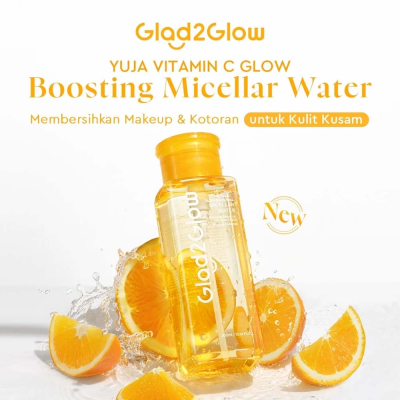 Glad2Glow
YUJA VITAMIN C GLOW
Boosting Micellar Water
Membersihkan Makeup & Kotoran untuk Kulit Kusam
New
Glad2Glow